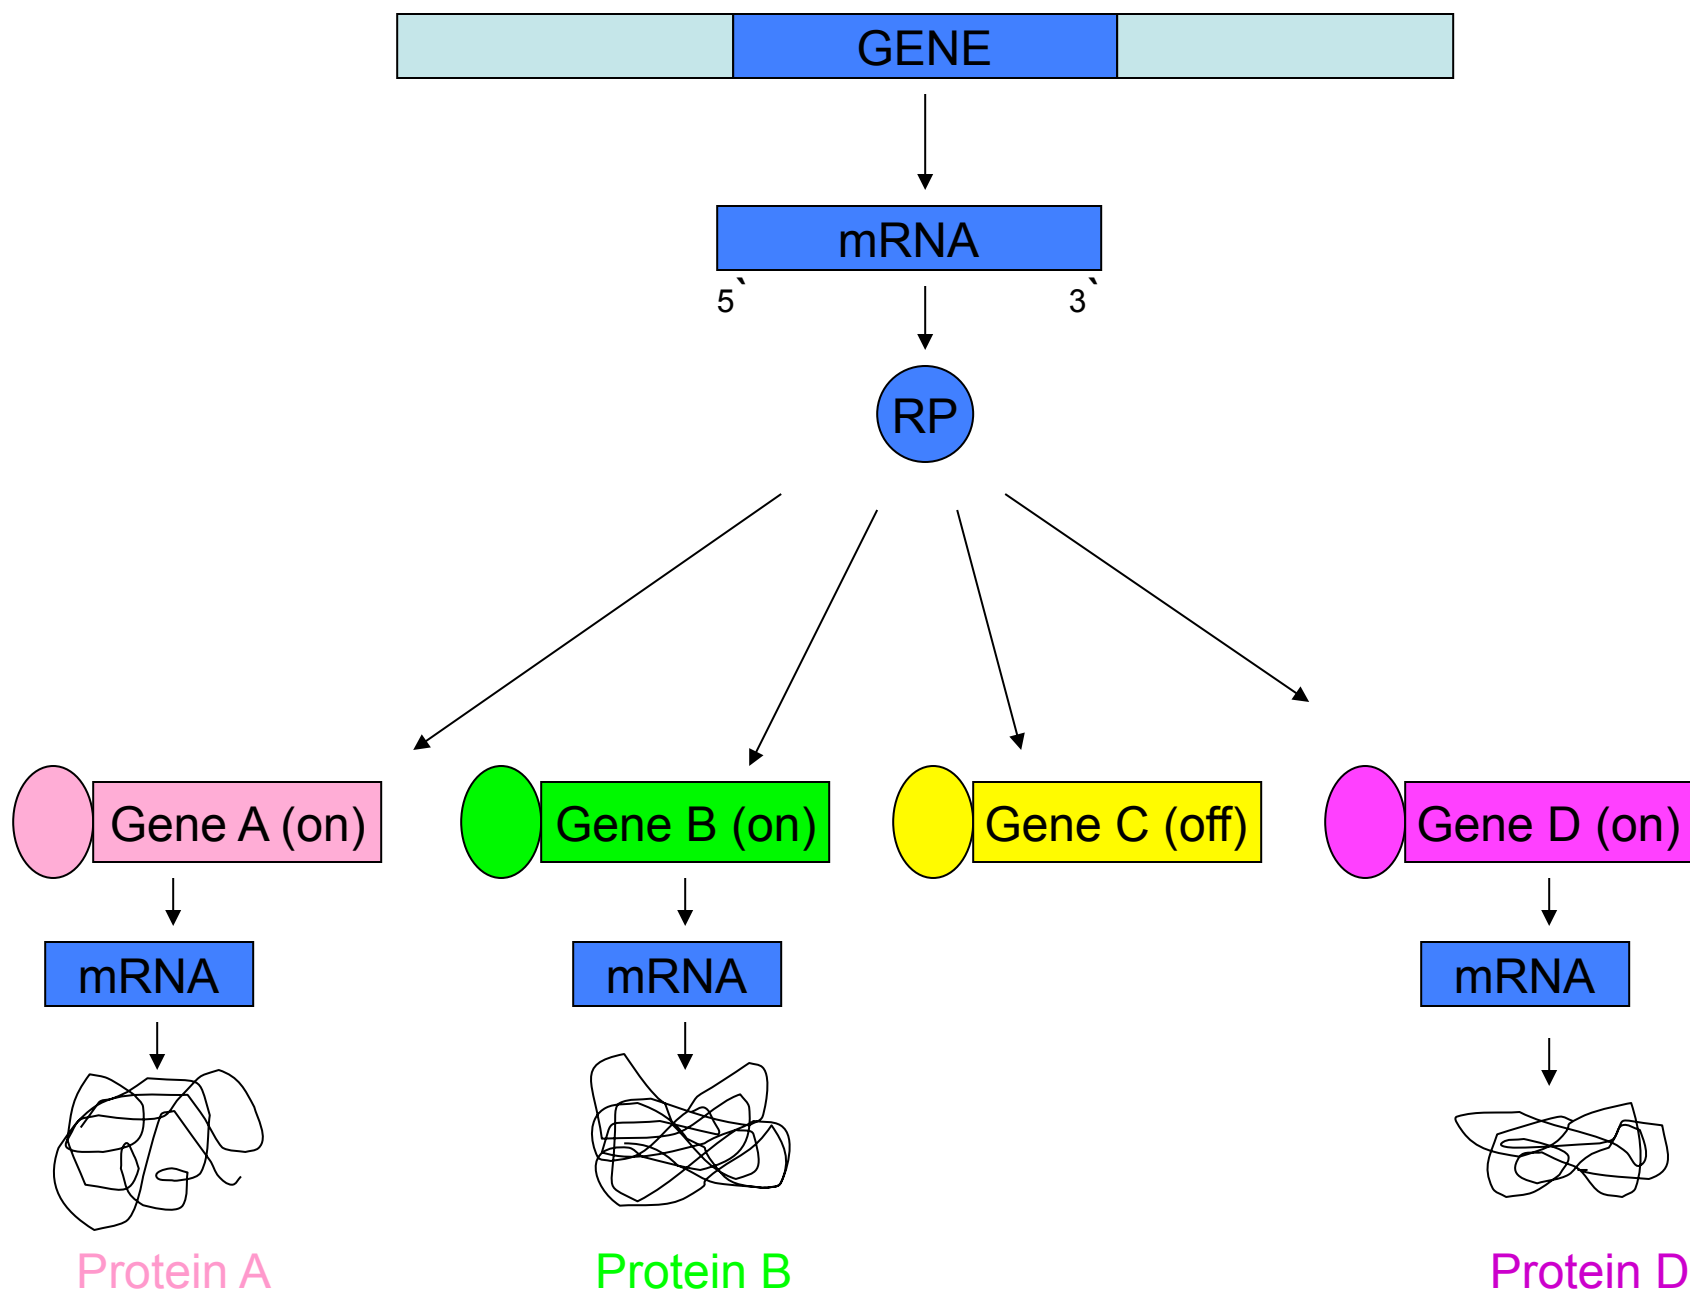 GENE
mRNA
5` 3`
RP
Gene A (on) Gene B (on) Gene C (off) Gene D (on)
mRNA mRNA mRNA
Protein A Protein B Protein D